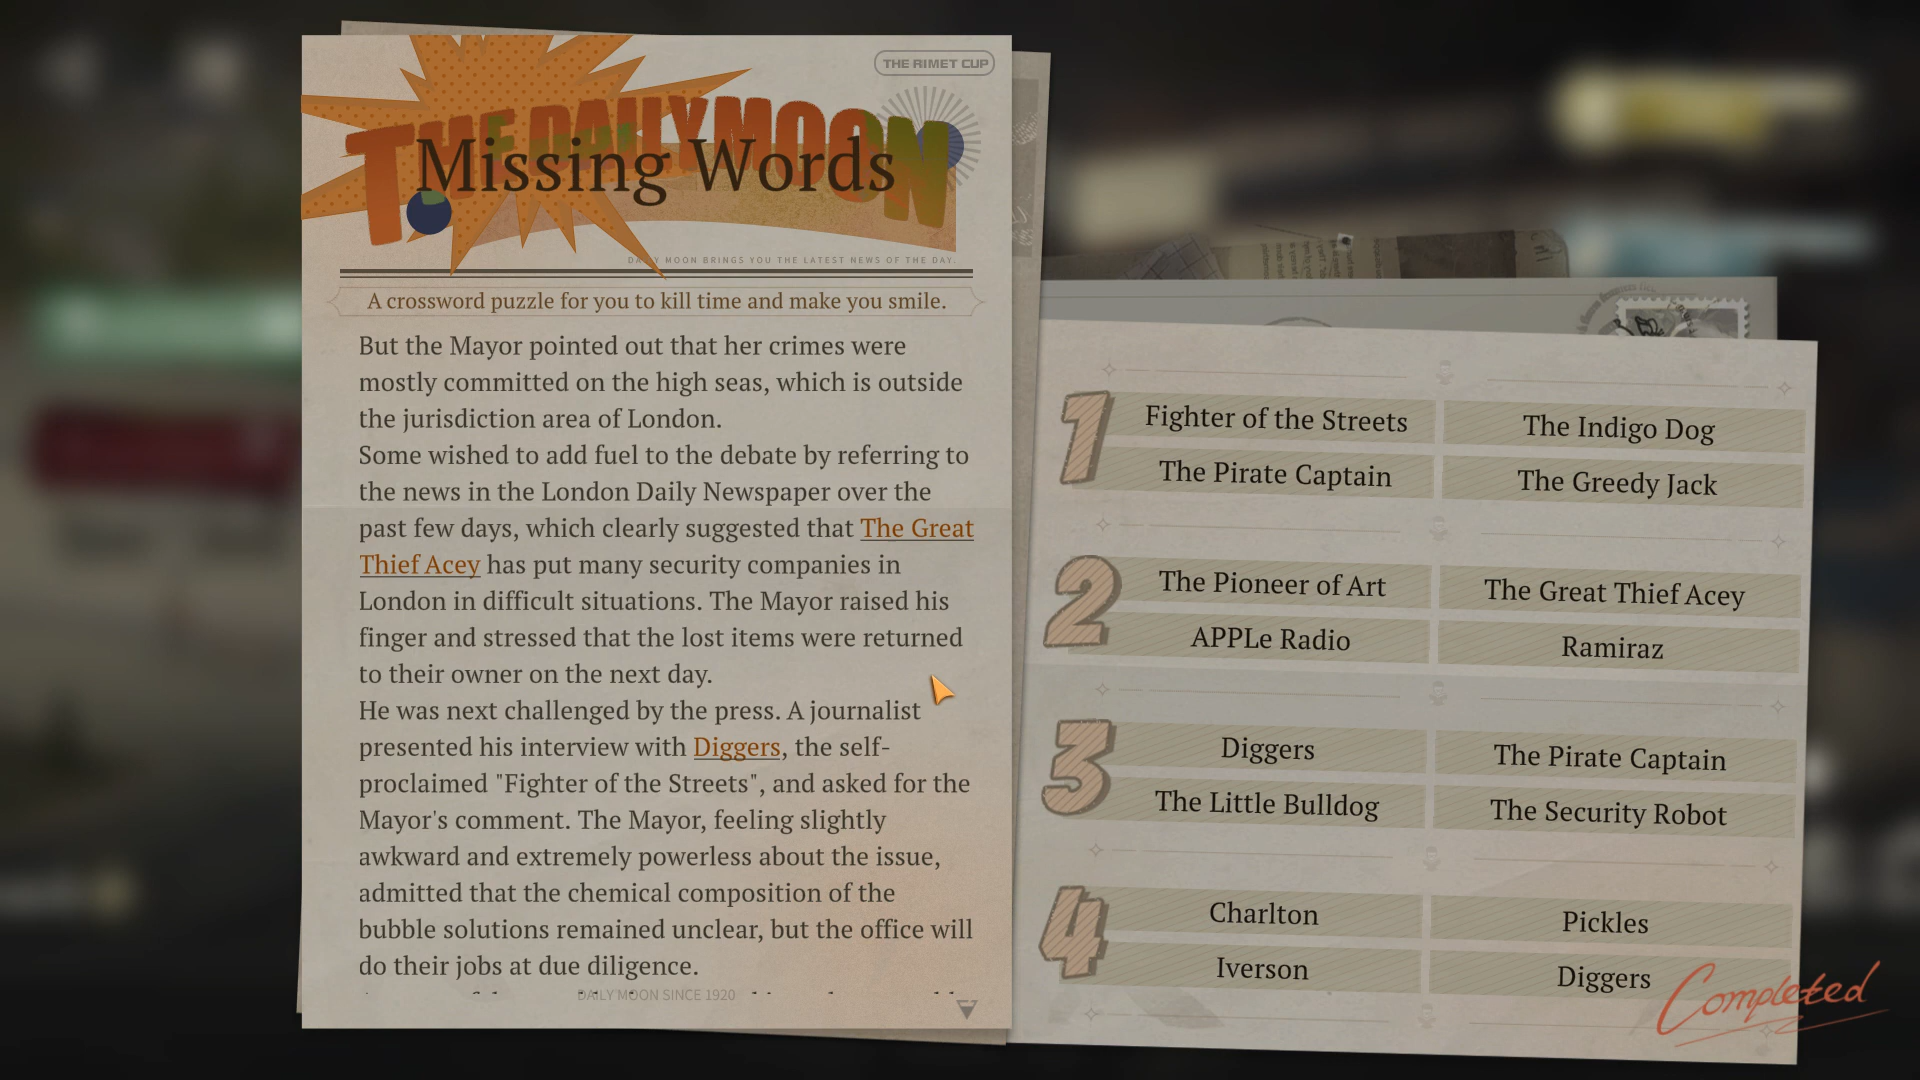 THE RIMET CUP
THE DAILY MOON
Missing Words
DAILY MOON BRINGS YOU THE LATEST NEWS OF THE DAY.
A crossword puzzle for you to kill time and make you smile.
But the Mayor pointed out that her crimes were
mostly committed on the high seas, which is outside
the jurisdiction area of London.
Some wished to add fuel to the debate by referring to
the news in the London Daily Newspaper over the
past few days, which clearly suggested that The Great
Thief Acey has put many security companies in
London in difficult situations. The Mayor raised his
finger and stressed that the lost items were returned
to their owner on the next day.
He was next challenged by the press. A journalist
presented his interview with Diggers, the self-
proclaimed "Fighter of the Streets", and asked for the
Mayor's comment. The Mayor, feeling slightly
awkward and extremely powerless about the issue,
admitted that the chemical composition of the
bubble solutions remained unclear, but the office will
do their jobs at due diligence.
DAILY MOON SINCE 1920
1
Fighter of the Streets
The Indigo Dog
The Pirate Captain
The Greedy Jack
2
The Pioneer of Art
The Great Thief Acey
APPLe Radio
Ramiraz
3
Diggers
The Pirate Captain
The Little Bulldog
The Security Robot
4
Charlton
Pickles
Iverson
Diggers
Completed